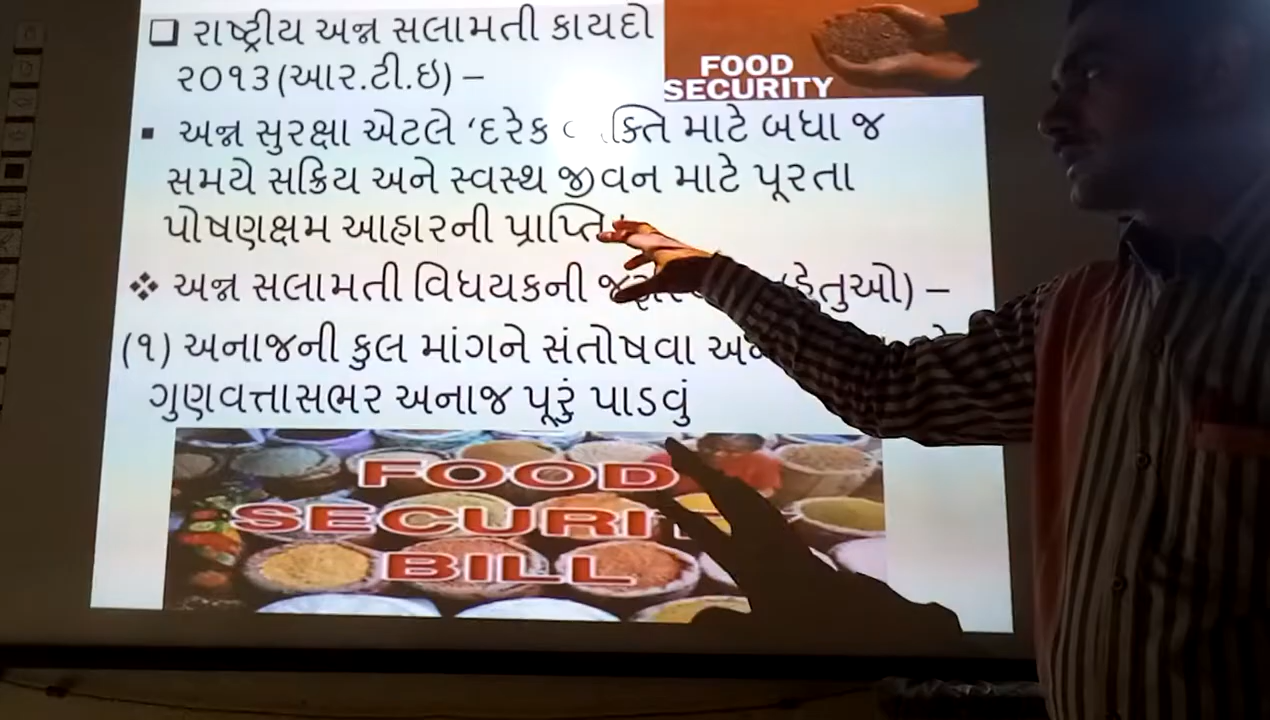 ❑ રાષ્ટ્રીય અન્ન સલામતી કાયદો
૨૦૧૩(આર.ટી.ઇ) –
FOOD
SECURITY
▪ અન્ન સુરક્ષા એટલે ‘દરેક માટે બધા જ
સમયે સક્રિય અને સ્વસ્થ જીવન માટે પૂરતા
પોષણક્ષમ આહારની પ્રાપ્તિ
❖ અન્ન સલામતી વિધયકની (હેતુઓ) –
(૧) અનાજની કુલ માંગને સંતોષવા
ગુણવત્તાસભર અનાજ પૂરું પાડવું
FOOD
SECURI
BILL